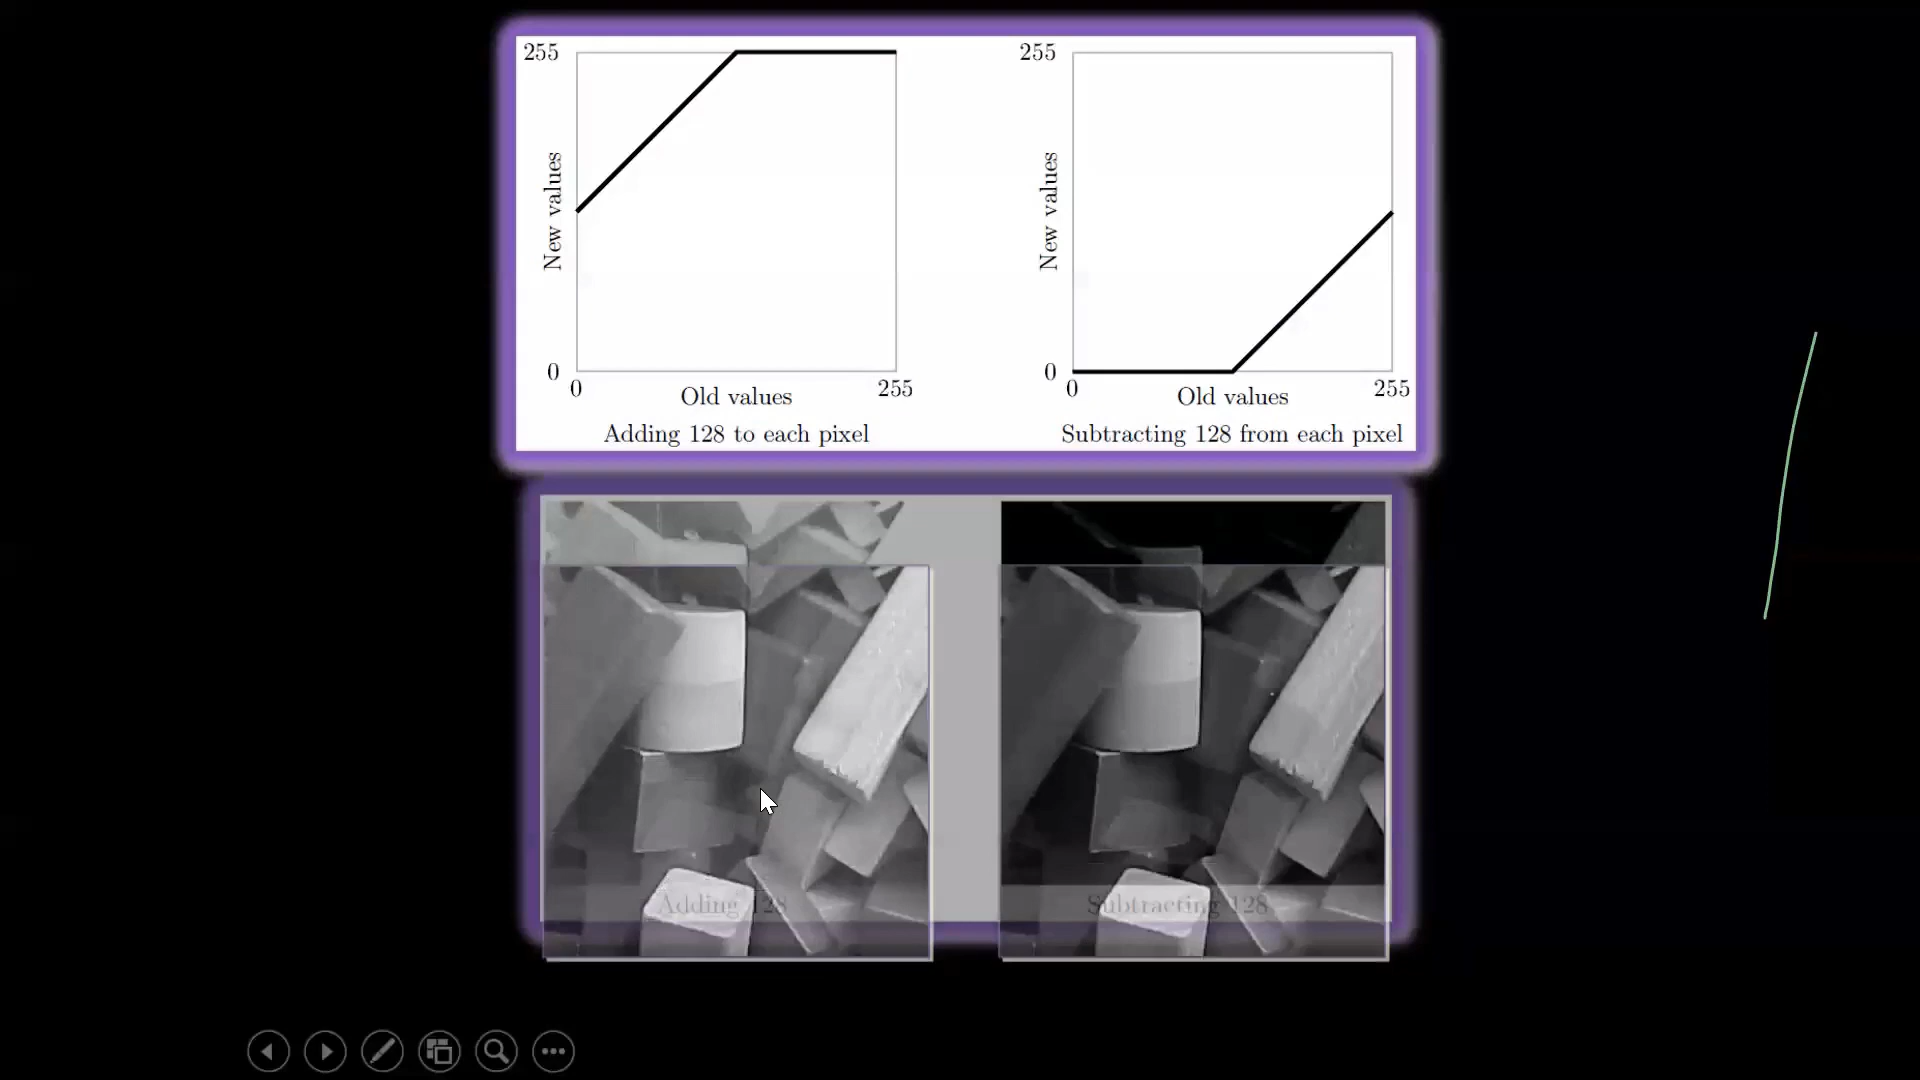 255
New values
0
0
255
Old values
Adding 128 to each pixel
255
New values
0
0
255
Old values
Subtracting 128 from each pixel
Adding 128
Subtracting 128